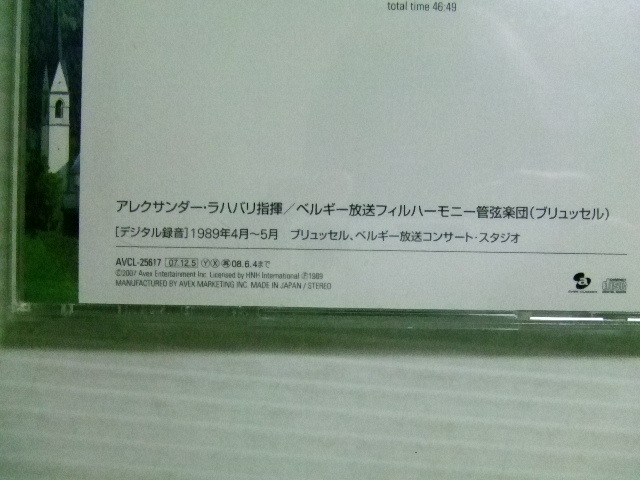 total time 46:49
アレクサンダー・ラハバリ指揮／ベルギー放送フィルハーモニー管弦楽団（ブリュッセル）
［デジタル録音］1989年4月〜5月　ブリュッセル、ベルギー放送コンサート・スタジオ
AVCL-25617 07.12.5 Ⓨ Ⓧ 08.6.4まで
©2007 Avex Entertainment Inc. Licensed by HNH International ℗1989
MANUFACTURED BY AVEX MARKETING INC. MADE IN JAPAN / STEREO